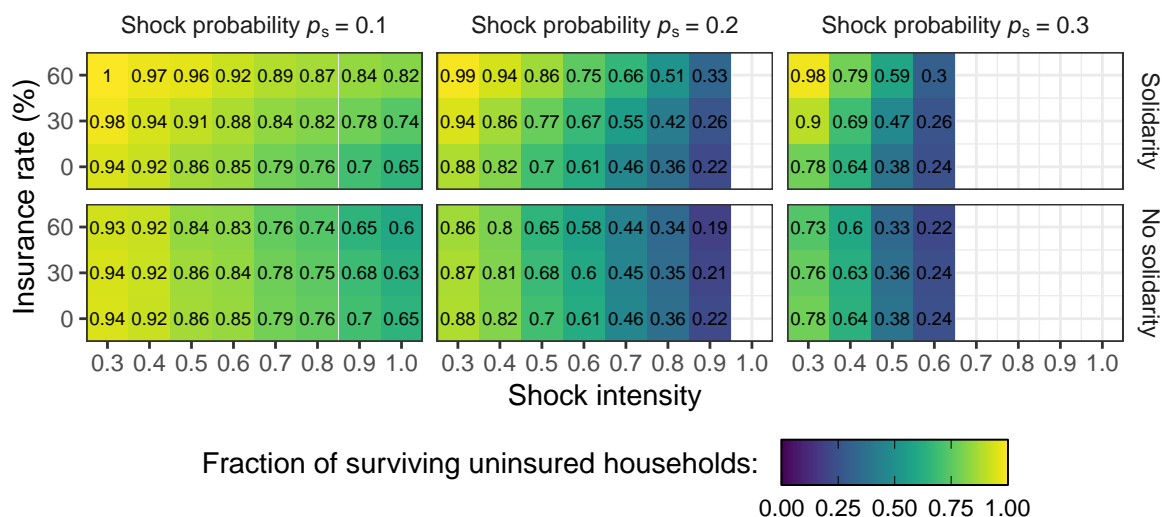 Shock probability pₛ = 0.1 Shock probability pₛ = 0.2 Shock probability pₛ = 0.3
Insurance rate (%)
60 1 0.97 0.96 0.92 0.89 0.87 0.84 0.82 0.99 0.94 0.86 0.75 0.66 0.51 0.33 0.98 0.79 0.59 0.3
30 0.98 0.94 0.91 0.88 0.84 0.82 0.78 0.74 0.94 0.86 0.77 0.67 0.55 0.42 0.26 0.9 0.69 0.47 0.26
0 0.94 0.92 0.86 0.85 0.79 0.76 0.7 0.65 0.88 0.82 0.7 0.61 0.46 0.36 0.22 0.78 0.64 0.38 0.24
Solidarity
60 0.93 0.92 0.84 0.83 0.76 0.74 0.65 0.6 0.86 0.8 0.65 0.58 0.44 0.34 0.19 0.73 0.6 0.33 0.22
30 0.94 0.92 0.86 0.84 0.78 0.75 0.68 0.63 0.87 0.81 0.68 0.6 0.45 0.35 0.21 0.76 0.63 0.36 0.24
0 0.94 0.92 0.86 0.85 0.79 0.76 0.7 0.65 0.88 0.82 0.7 0.61 0.46 0.36 0.22 0.78 0.64 0.38 0.24
No solidarity
0.3 0.4 0.5 0.6 0.7 0.8 0.9 1.0 0.3 0.4 0.5 0.6 0.7 0.8 0.9 1.0 0.3 0.4 0.5 0.6 0.7 0.8 0.9 1.0
Shock intensity
Fraction of surviving uninsured households:
0.00 0.25 0.50 0.75 1.00